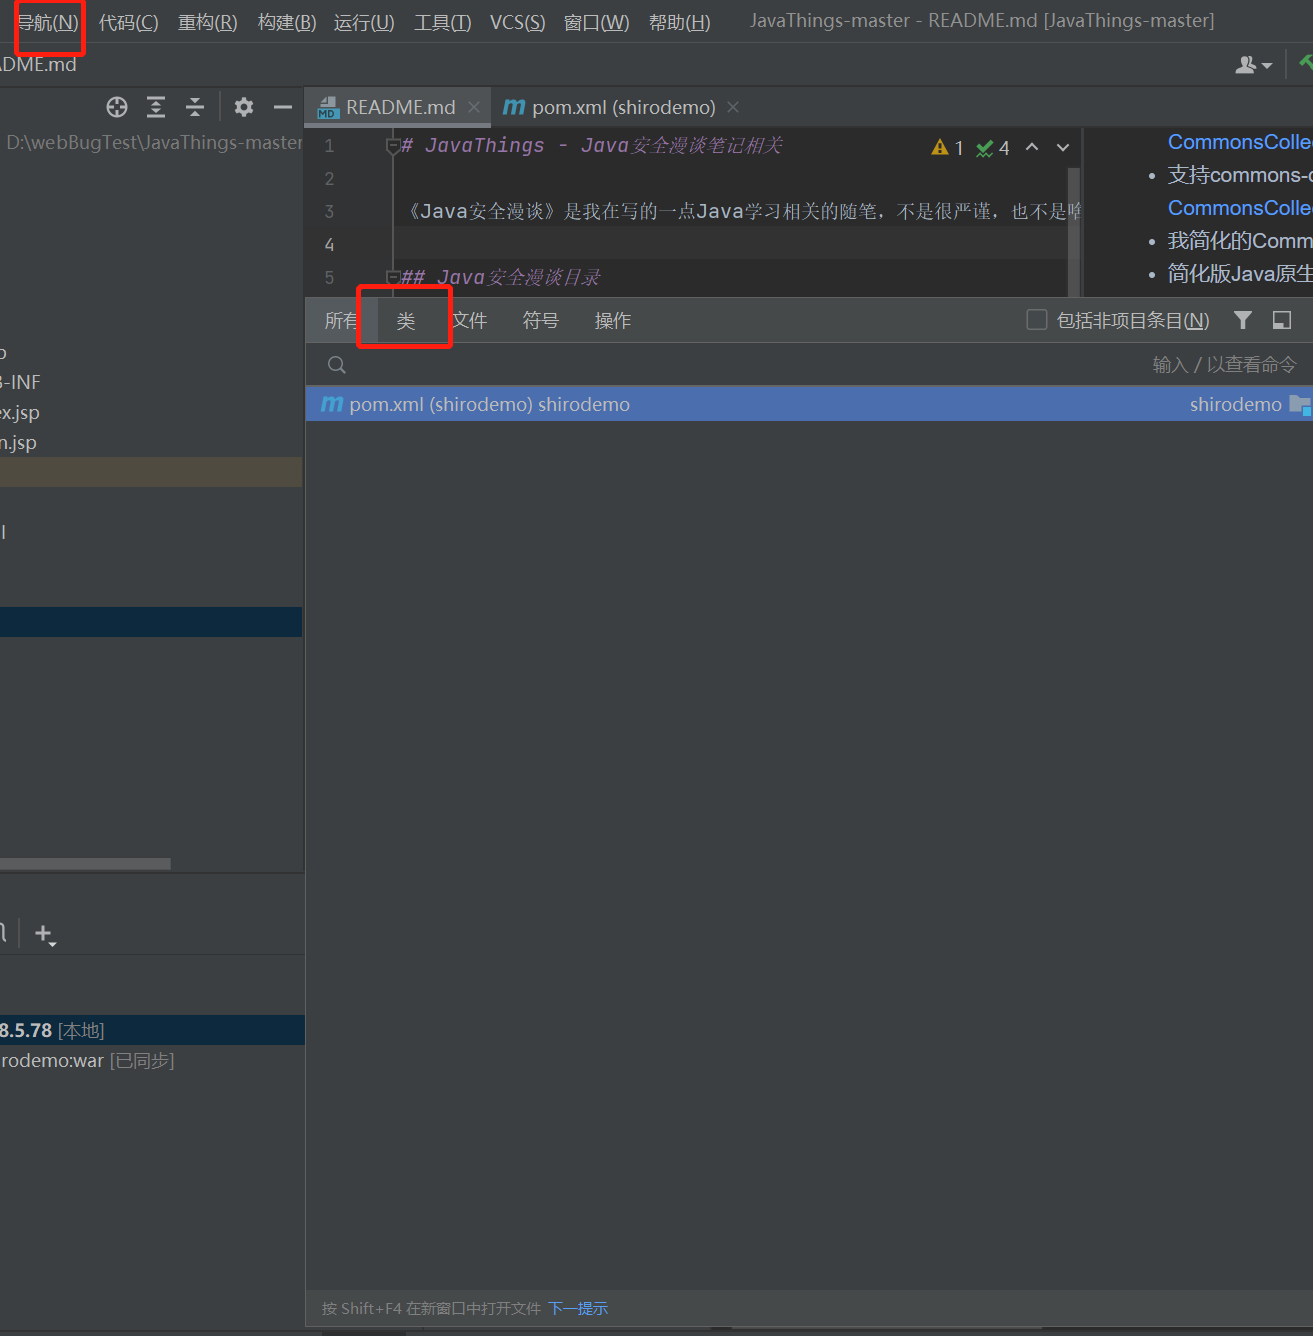 导航(N) 代码(C) 重构(R) 构建(B) 运行(U) 工具(T) VCS(S) 窗口(W) 帮助(H) JavaThings-master - README.md [JavaThings-master]
DME.md
README.md pom.xml (shirodemo)
D:\webBugTest\JavaThings-master
1 # JavaThings - Java安全漫谈笔记相关 1 4
2
3 《Java安全漫谈》是我在写的一点Java学习相关的随笔，不是很严谨，也不是啥
4
5 ## Java安全漫谈目录
CommonsColle
支持commons-c
CommonsColle
我简化的Comm
简化版Java原生
所有 类 文件 符号 操作 包括非项目条目(N)
输入 / 以查看命令
pom.xml (shirodemo) shirodemo shirodemo
p
B-INF
ex.jsp
n.jsp
l
8.5.78 [本地]
irodemo:war [已同步]
按 Shift+F4 在新窗口中打开文件 下一提示